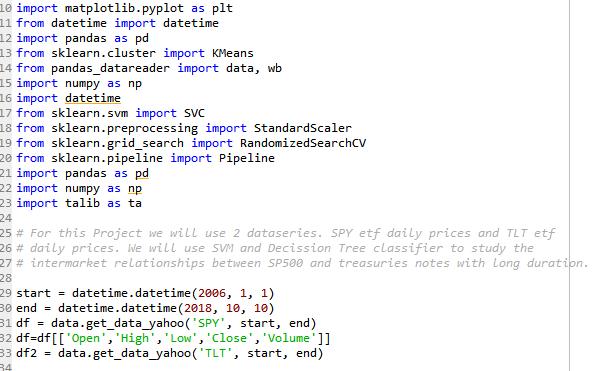 10 import matplotlib.pyplot as plt
11 from datetime import datetime
12 import pandas as pd
13 from sklearn.cluster import KMeans
14 from pandas_datareader import data, wb
15 import numpy as np
16 import datetime
17 from sklearn.svm import SVC
18 from sklearn.preprocessing import StandardScaler
19 from sklearn.grid_search import RandomizedSearchCV
20 from sklearn.pipeline import Pipeline
21 import pandas as pd
22 import numpy as np
23 import talib as ta
24
25 # For this Project we will use 2 dataseries. SPY etf daily prices and TLT etf
26 # daily prices. We will use SVM and Decission Tree classifier to study the
27 # intermarket relationships between SP500 and treasuries notes with long duration.
28
29 start = datetime.datetime(2006, 1, 1)
30 end = datetime.datetime(2018, 10, 10)
31 df = data.get_data_yahoo('SPY', start, end)
32 df=df[['Open','High','Low','Close','Volume']]
33 df2 = data.get_data_yahoo('TLT', start, end)
34